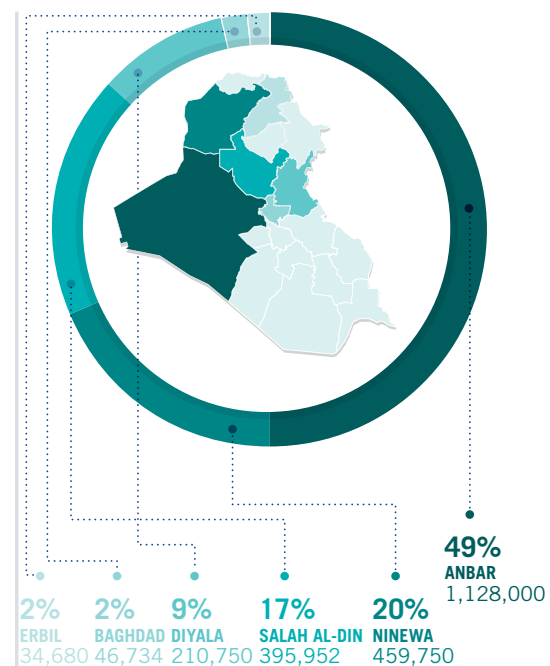 49%
ANBAR
1,128,000
2%
ERBIL
34,680
2%
BAGHDAD
46,734
9%
DIYALA
210,750
17%
SALAH AL-DIN
395,952
20%
NINEWA
459,750